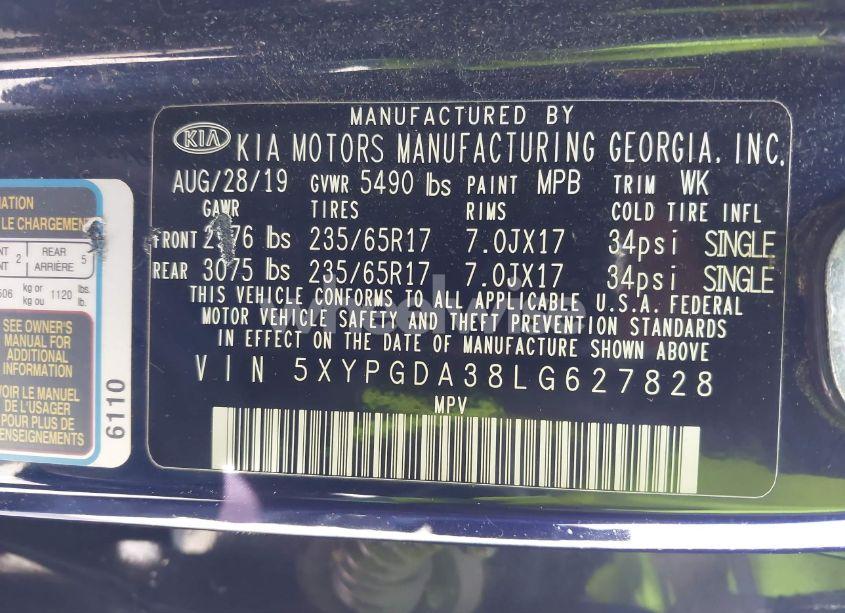 MANUFACTURED BY
KIA KIA MOTORS MANUFACTURING GEORGIA, INC.
AUG/28/19 GVWR 5490 lbs PAINT MPB TRIM WK
GAWR TIRES RIMS COLD TIRE INFL
FRONT lbs 235/65R17 7.0JX17 34psi SINGLE
REAR 3075 lbs 235/65R17 7.0JX17 34psi SINGLE
THIS VEHICLE CONFORMS TO ALL APPLICABLE U.S.A. FEDERAL
MOTOR VEHICLE SAFETY AND THEFT PREVENTION STANDARDS
IN EFFECT ON THE DATE OF MANUFACTURE SHOWN ABOVE
VIN 5XYPGDA38LG627828
MPV
LE CHARGEMENT
2 REAR 5
ARRIÈRE
kg or 1120 lbs.
kg ou lb.
SEE OWNER'S
MANUAL FOR
ADDITIONAL
INFORMATION
LE MANUEL
DE L'USAGER
POUR PLUS DE
6110